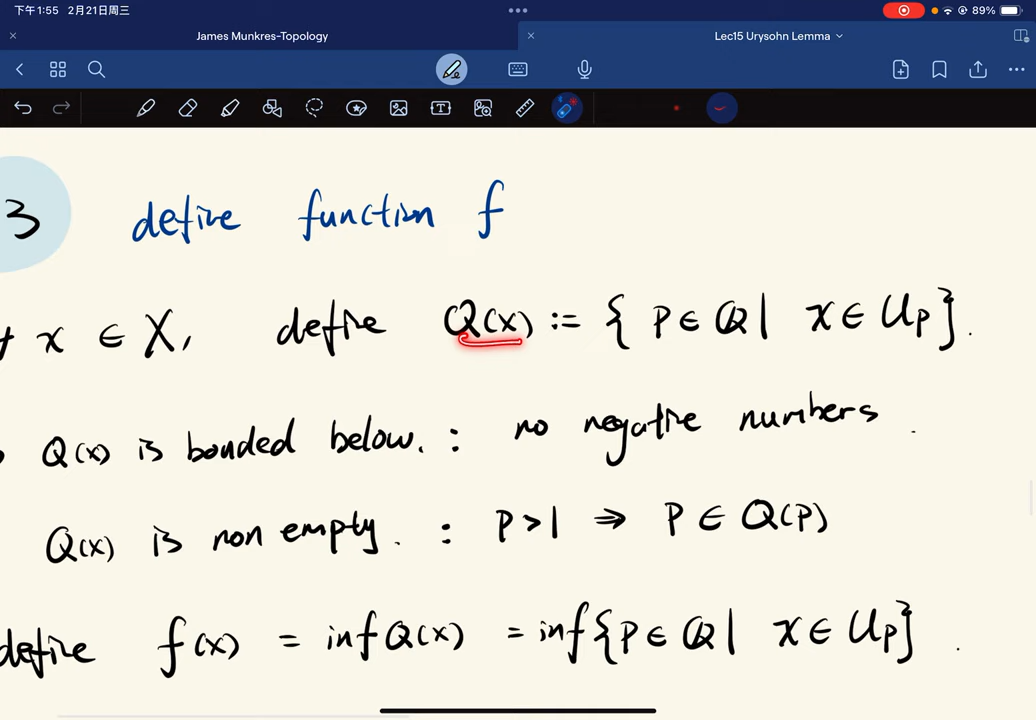 下午1:55 2月21日周三
89%
James Munkres-Topology
Lec15 Urysohn Lemma
3 define function f
x ∈ X, define Q(x) := { p ∈ ℚ | x ∈ Up }.
Q(x) is bonded below. : no negative numbers.
Q(x) is non empty. : p > 1 ⇒ p ∈ Q(p)
define f(x) = inf Q(x) = inf{ p ∈ ℚ | x ∈ Up } .